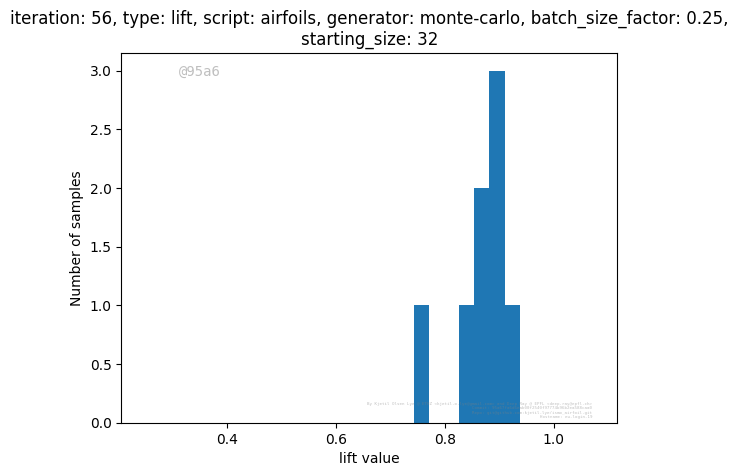 iteration: 56, type: lift, script: airfoils, generator: monte-carlo, batch_size_factor: 0.25,
starting_size: 32
@95a6
3.0
2.5
2.0
1.5
1.0
0.5
0.0
Number of samples
0.4 0.6 0.8 1.0
lift value